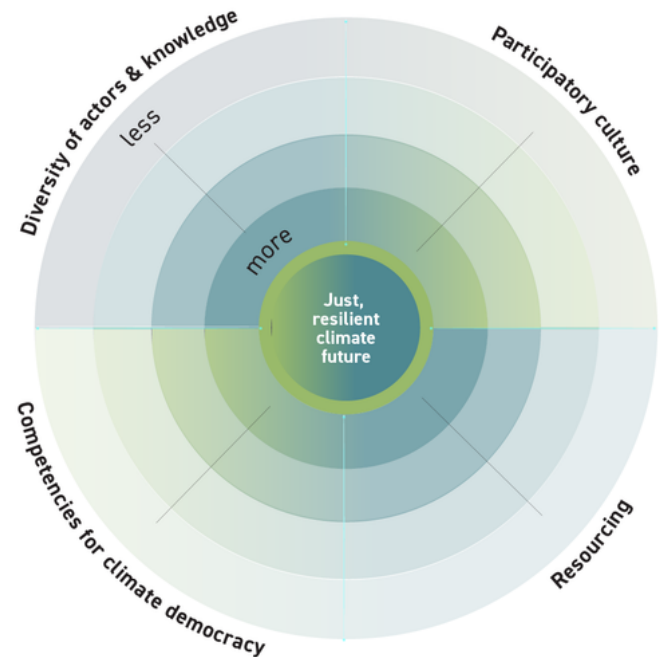 Diversity of actors & knowledge
Participatory culture
less
more
Just,
resilient
climate
future
Competencies for climate democracy
Resourcing